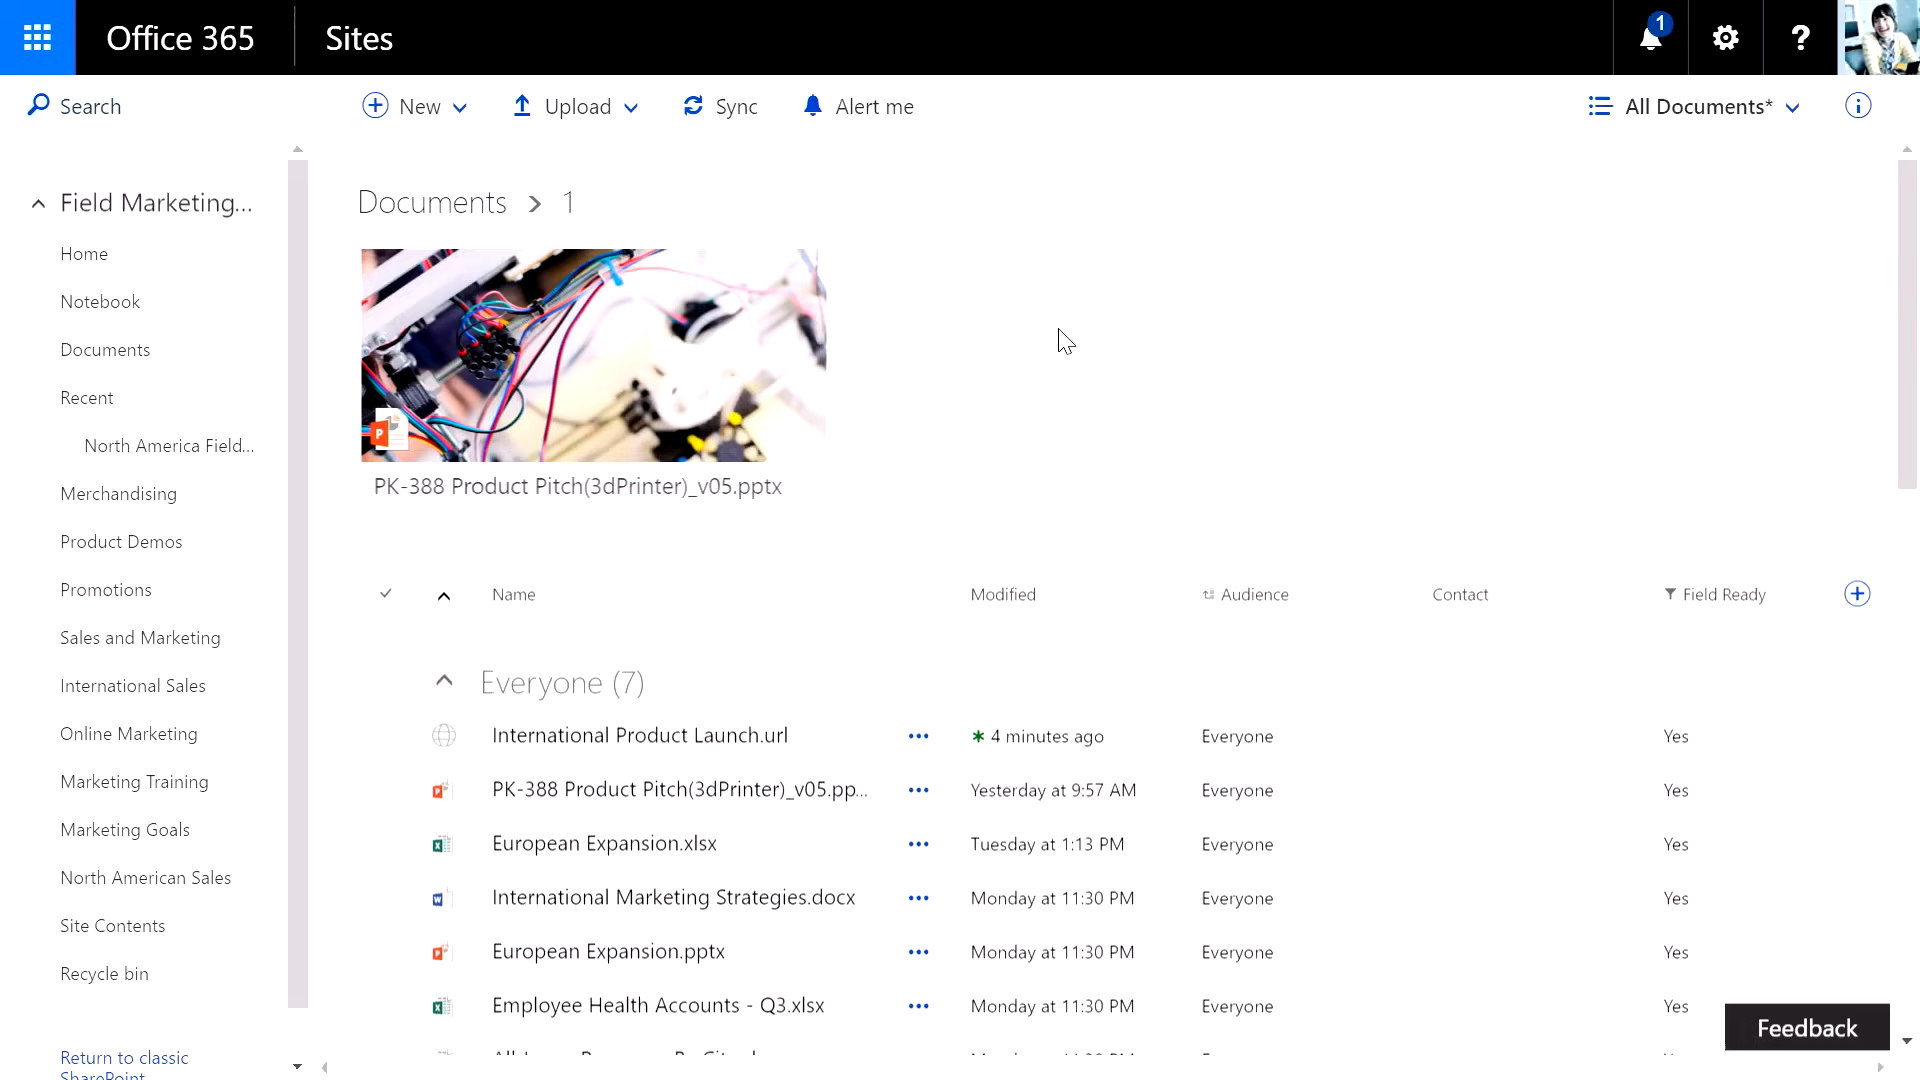 Office 365
Sites
1
?
Search
New
Upload
Sync
Alert me
All Documents*
Field Marketing...
Home
Notebook
Documents
Recent
North America Field...
Merchandising
Product Demos
Promotions
Sales and Marketing
International Sales
Online Marketing
Marketing Training
Marketing Goals
North American Sales
Site Contents
Recycle bin
Return to classic
SharePoint
Documents > 1
PK-388 Product Pitch(3dPrinter)_v05.pptx
Name Modified Audience Contact Field Ready
Everyone (7)
International Product Launch.url ••• 4 minutes ago Everyone Yes
PK-388 Product Pitch(3dPrinter)_v05.pp... ••• Yesterday at 9:57 AM Everyone Yes
European Expansion.xlsx ••• Tuesday at 1:13 PM Everyone Yes
International Marketing Strategies.docx ••• Monday at 11:30 PM Everyone Yes
European Expansion.pptx ••• Monday at 11:30 PM Everyone Yes
Employee Health Accounts - Q3.xlsx ••• Monday at 11:30 PM Everyone Yes
Feedback